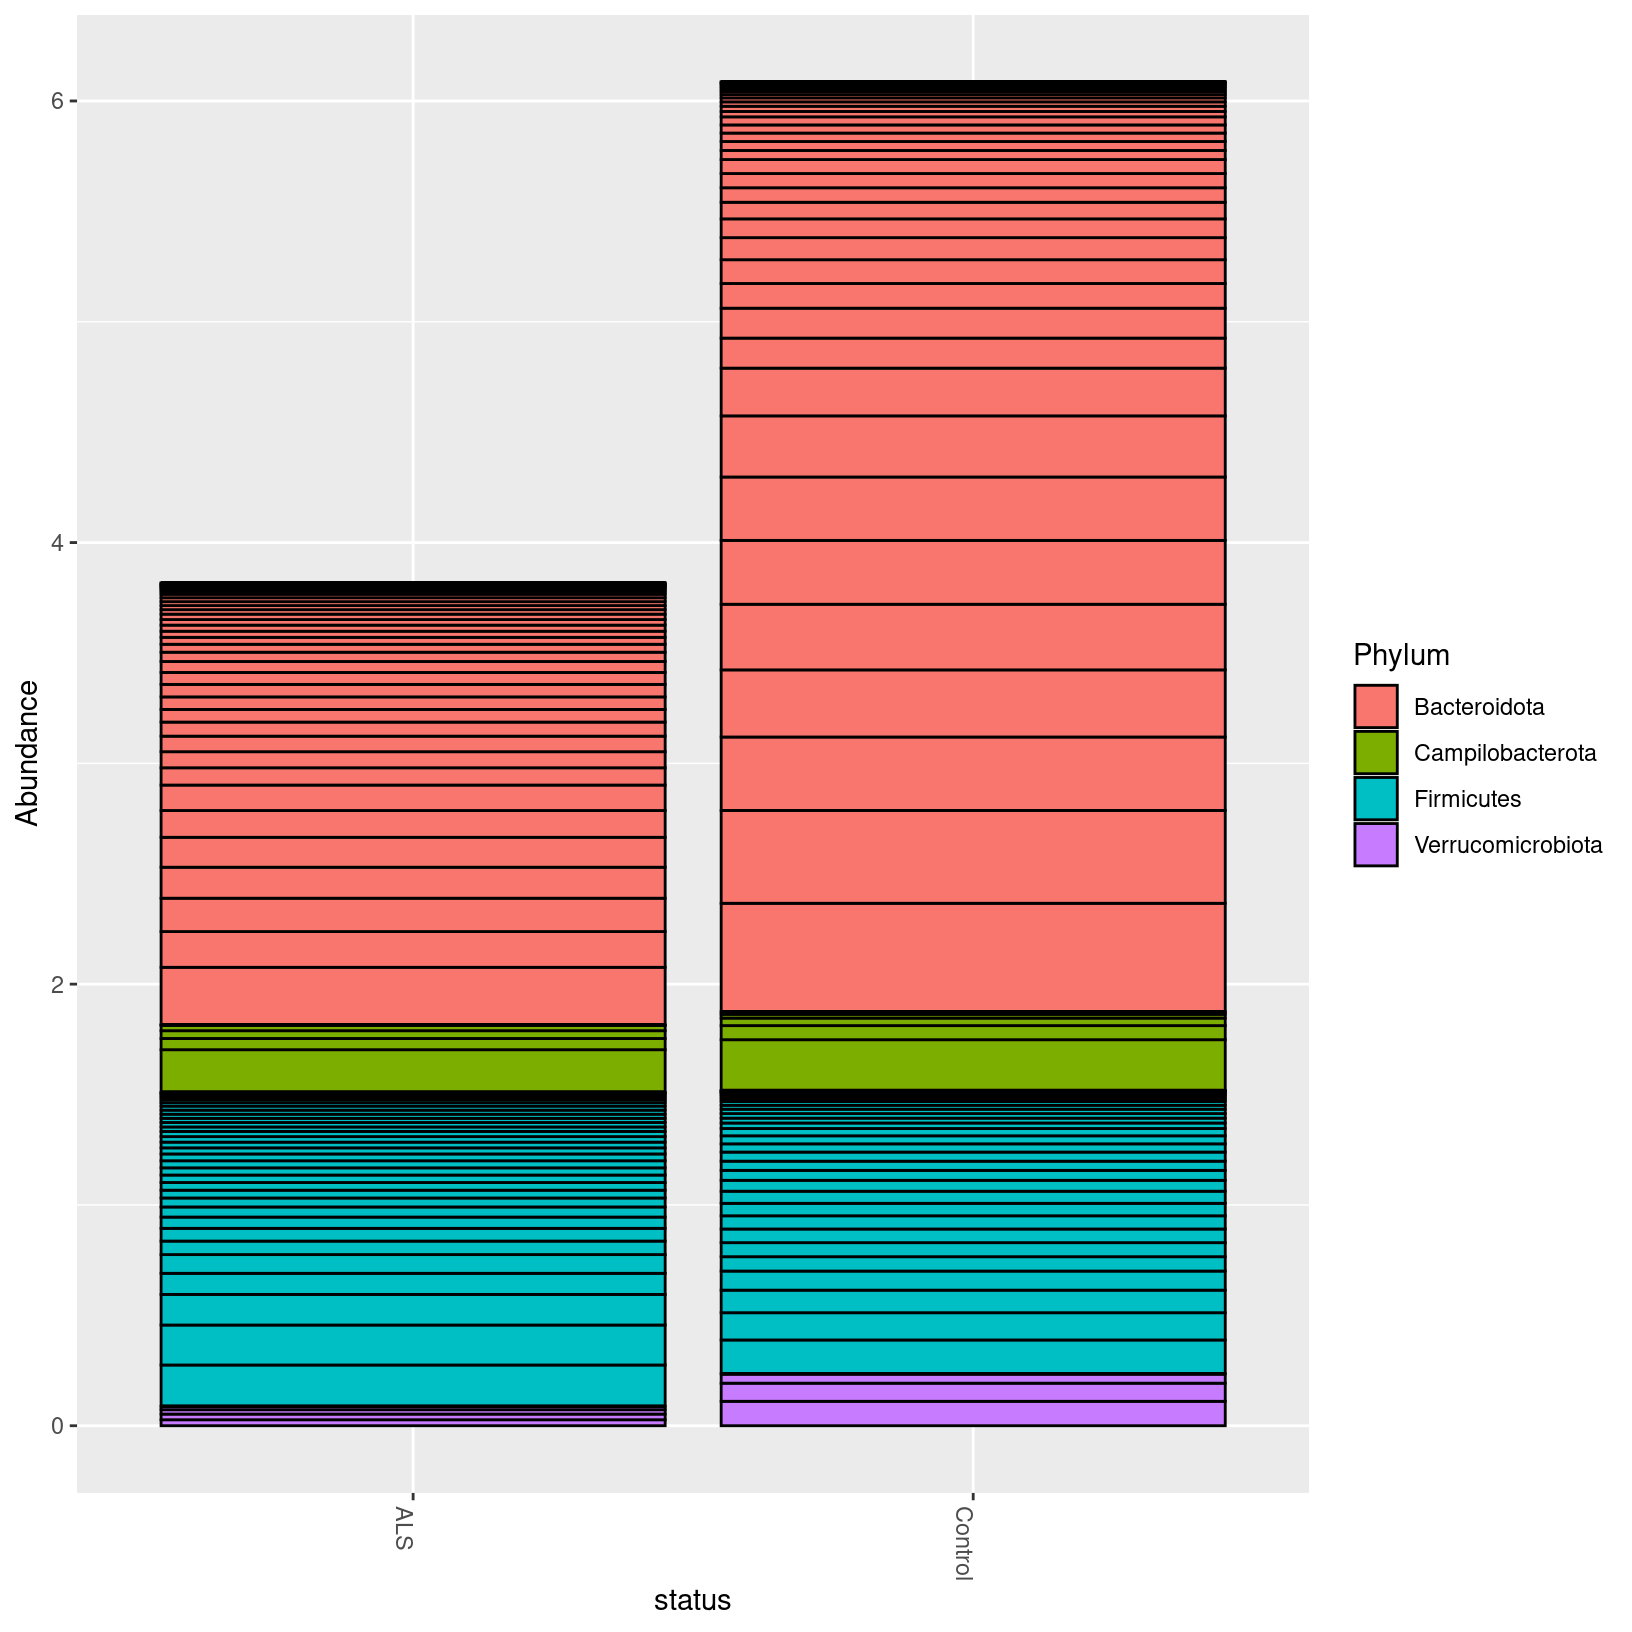 6
4
2
0
Abundance
ALS
Control
status
Phylum
Bacteroidota
Campilobacterota
Firmicutes
Verrucomicrobiota